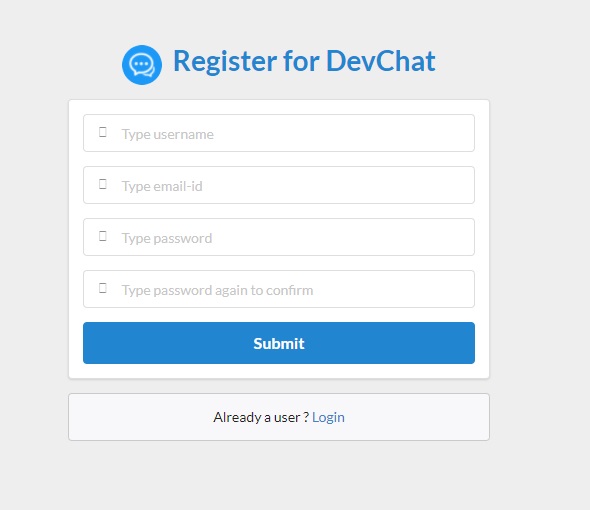 Register for DevChat
Type username
Type email-id
Type password
Type password again to confirm
Submit
Already a user ? Login